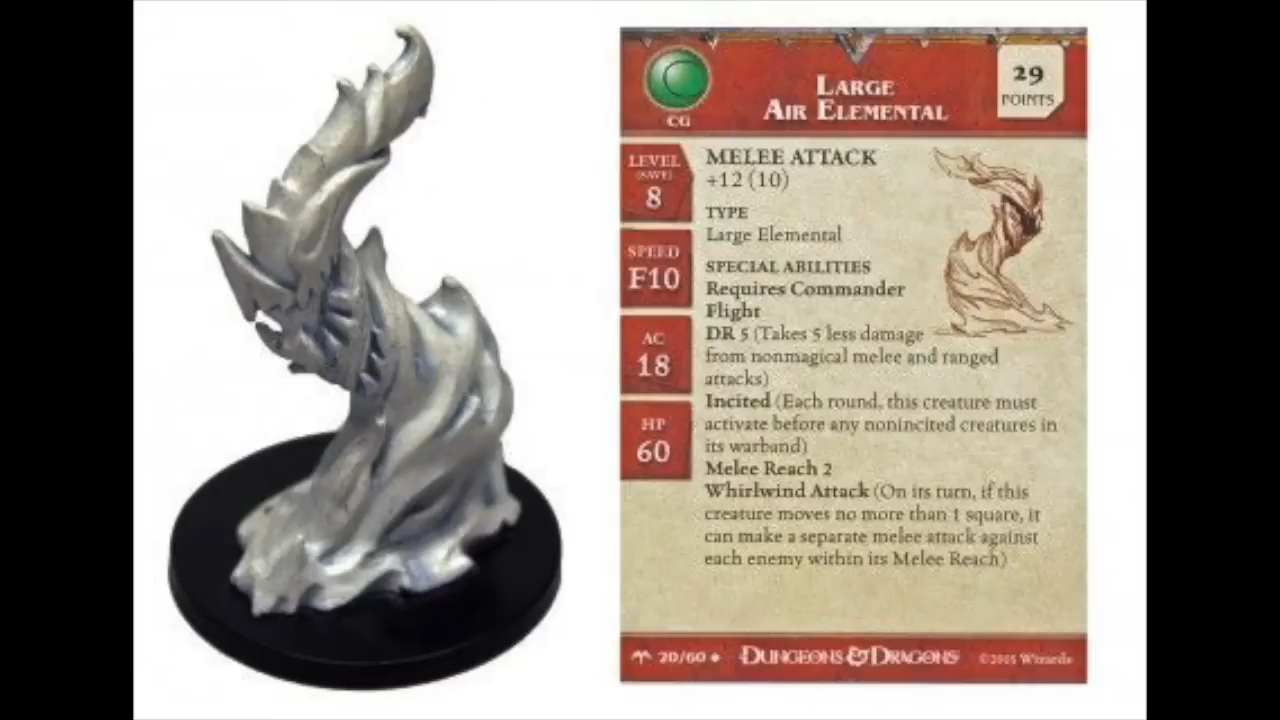 LARGE
AIR ELEMENTAL
29
POINTS
CG
LEVEL
(SAVE)
8
SPEED
F10
AC
18
HP
60
MELEE ATTACK
+12 (10)
TYPE
Large Elemental
SPECIAL ABILITIES
Requires Commander
Flight
DR 5 (Takes 5 less damage
from nonmagical melee and ranged
attacks)
Incited (Each round, this creature must
activate before any nonincited creatures in
its warband)
Melee Reach 2
Whirlwind Attack (On its turn, if this
creature moves no more than 1 square, it
can make a separate melee attack against
each enemy within its Melee Reach)
20/60 DUNGEONS & DRAGONS ©2005 Wizards